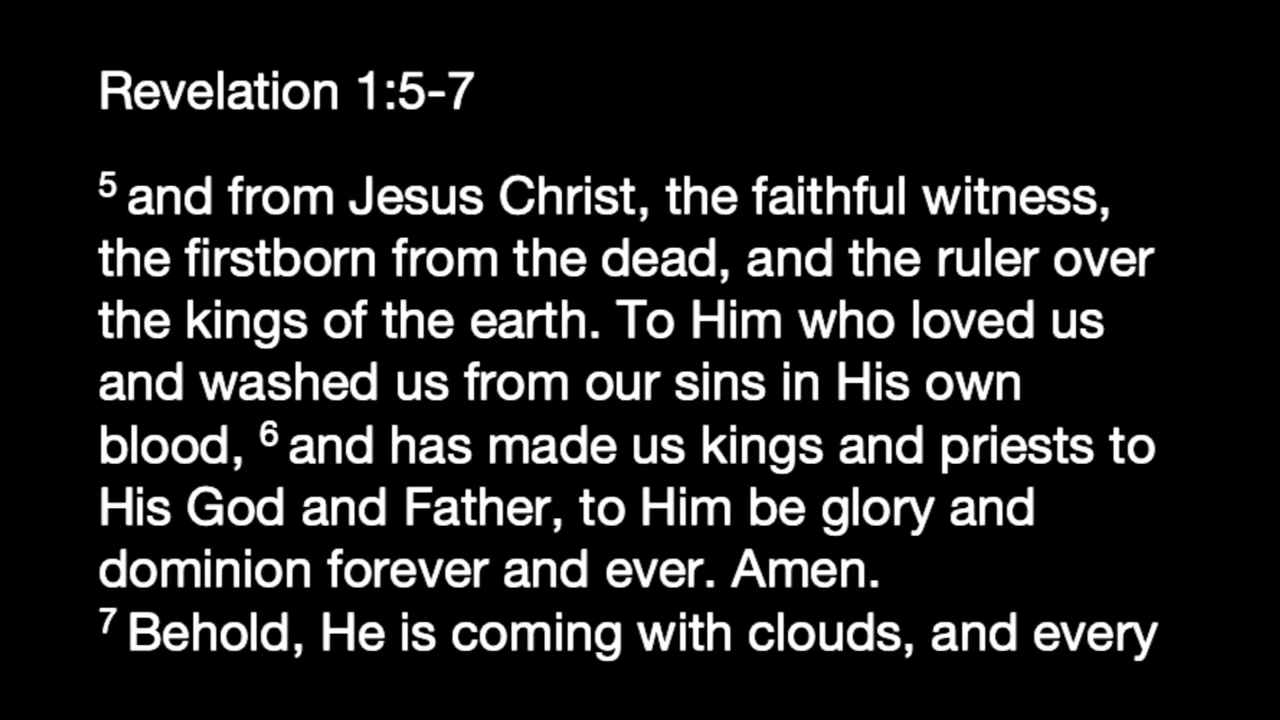 Revelation 1:5-7
⁵ and from Jesus Christ, the faithful witness,
the firstborn from the dead, and the ruler over
the kings of the earth. To Him who loved us
and washed us from our sins in His own
blood, ⁶ and has made us kings and priests to
His God and Father, to Him be glory and
dominion forever and ever. Amen.
⁷ Behold, He is coming with clouds, and every